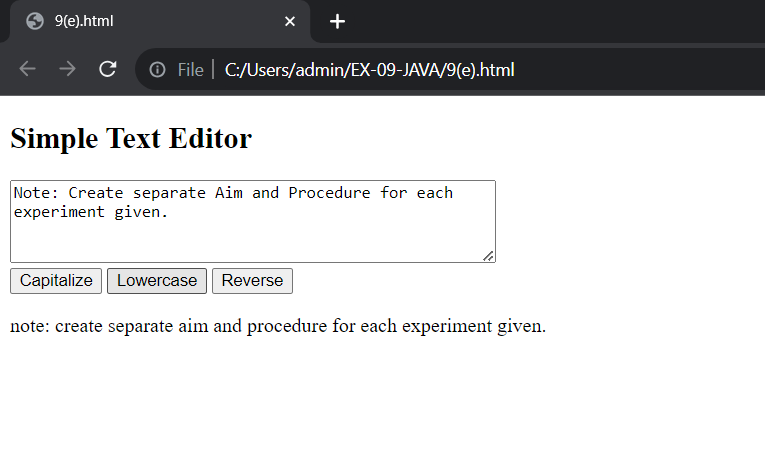 9(e).html
File C:/Users/admin/EX-09-JAVA/9(e).html
Simple Text Editor
Note: Create separate Aim and Procedure for each
experiment given.
Capitalize Lowercase Reverse
note: create separate aim and procedure for each experiment given.